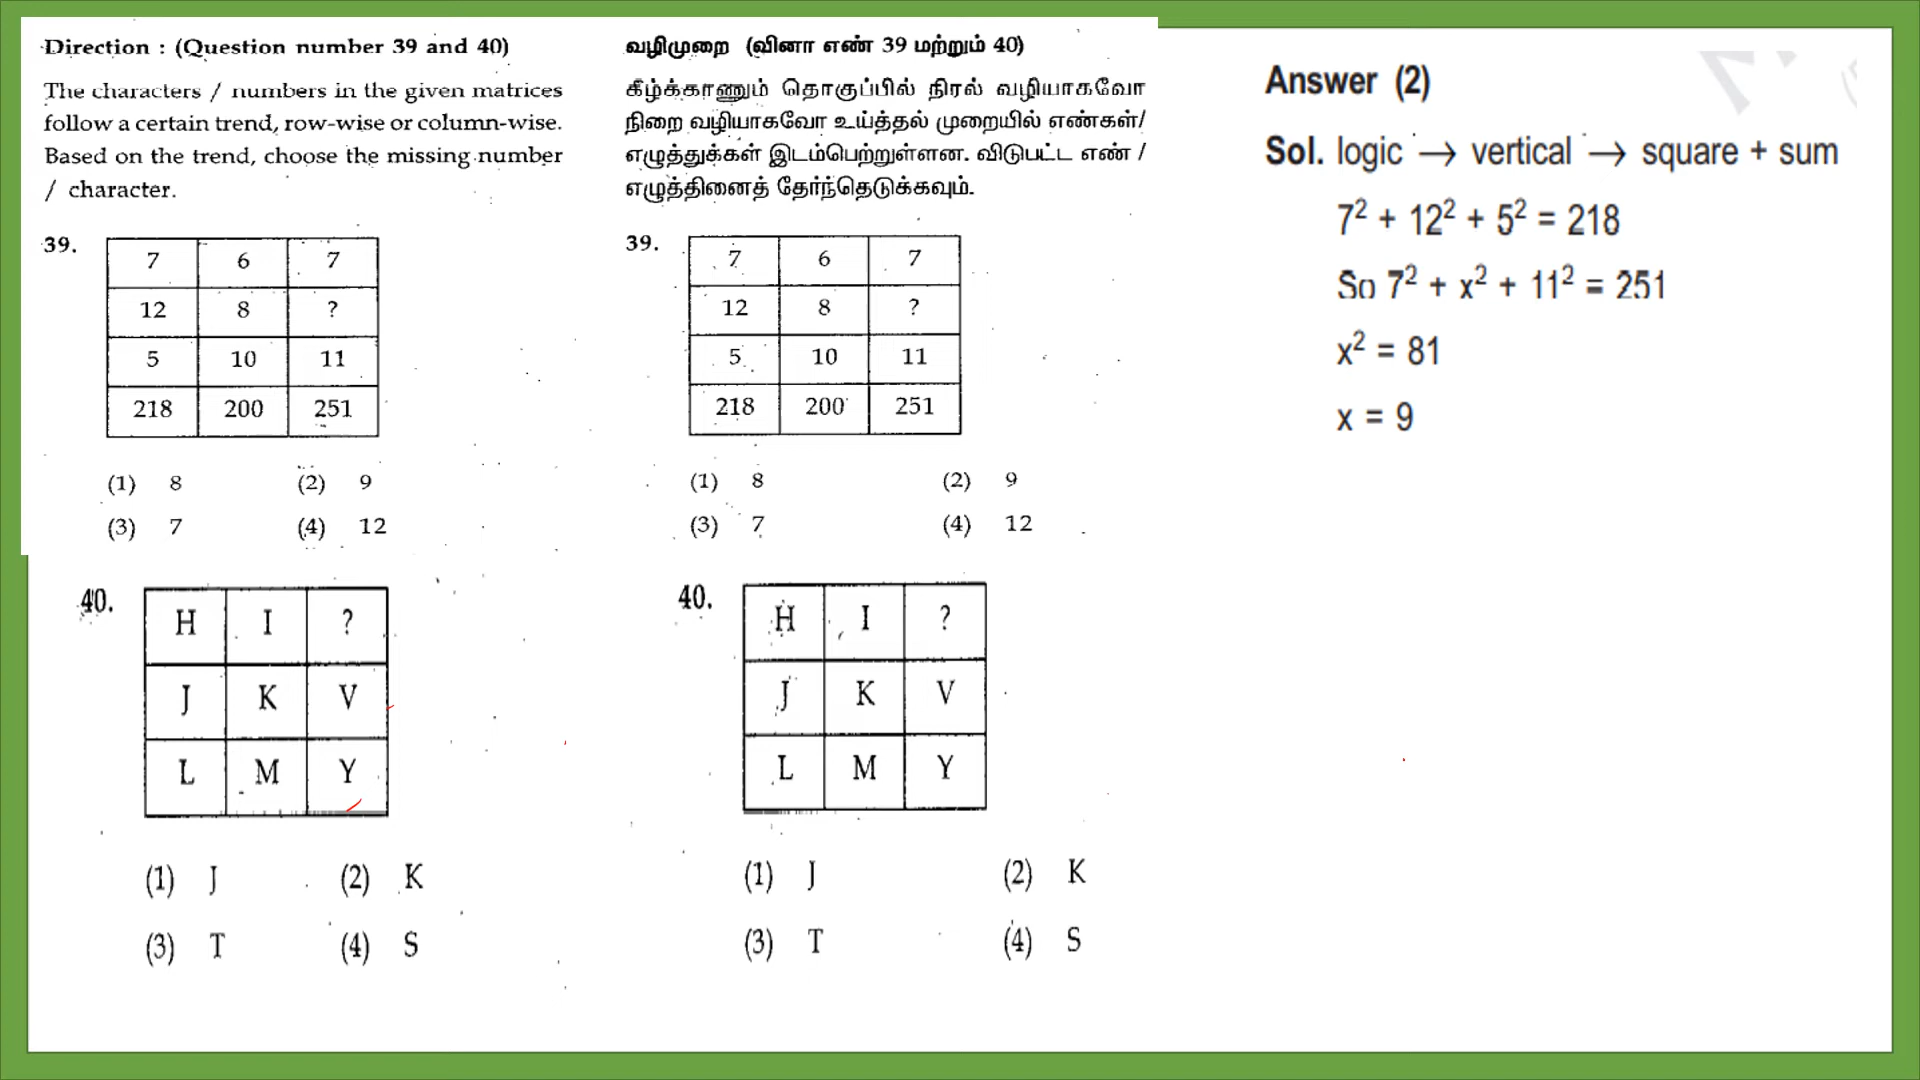 Direction : (Question number 39 and 40)
The characters / numbers in the given matrices
follow a certain trend, row-wise or column-wise.
Based on the trend, choose the missing number
/ character.
39.
7 6 7
12 8 ?
5 10 11
218 200 251
(1) 8 (2) 9
(3) 7 (4) 12
40.
H I ?
J K V
L M Y
(1) J (2) K
(3) T (4) S
வழிமுறை (வினா எண் 39 மற்றும் 40)
கீழ்க்காணும் தொகுப்பில் நிரல் வழியாகவோ
நிறை வழியாகவோ உய்த்தல் முறையில் எண்கள்/
எழுத்துக்கள் இடம்பெற்றுள்ளன. விடுபட்ட எண் /
எழுத்தினைத் தேர்ந்தெடுக்கவும்.
39.
7 6 7
12 8 ?
5 10 11
218 200 251
(1) 8 (2) 9
(3) 7 (4) 12
40.
H I ?
J K V
L M Y
(1) J (2) K
(3) T (4) S
Answer (2)
Sol. logic → vertical → square + sum
7² + 12² + 5² = 218
So 7² + x² + 11² = 251
x² = 81
x = 9